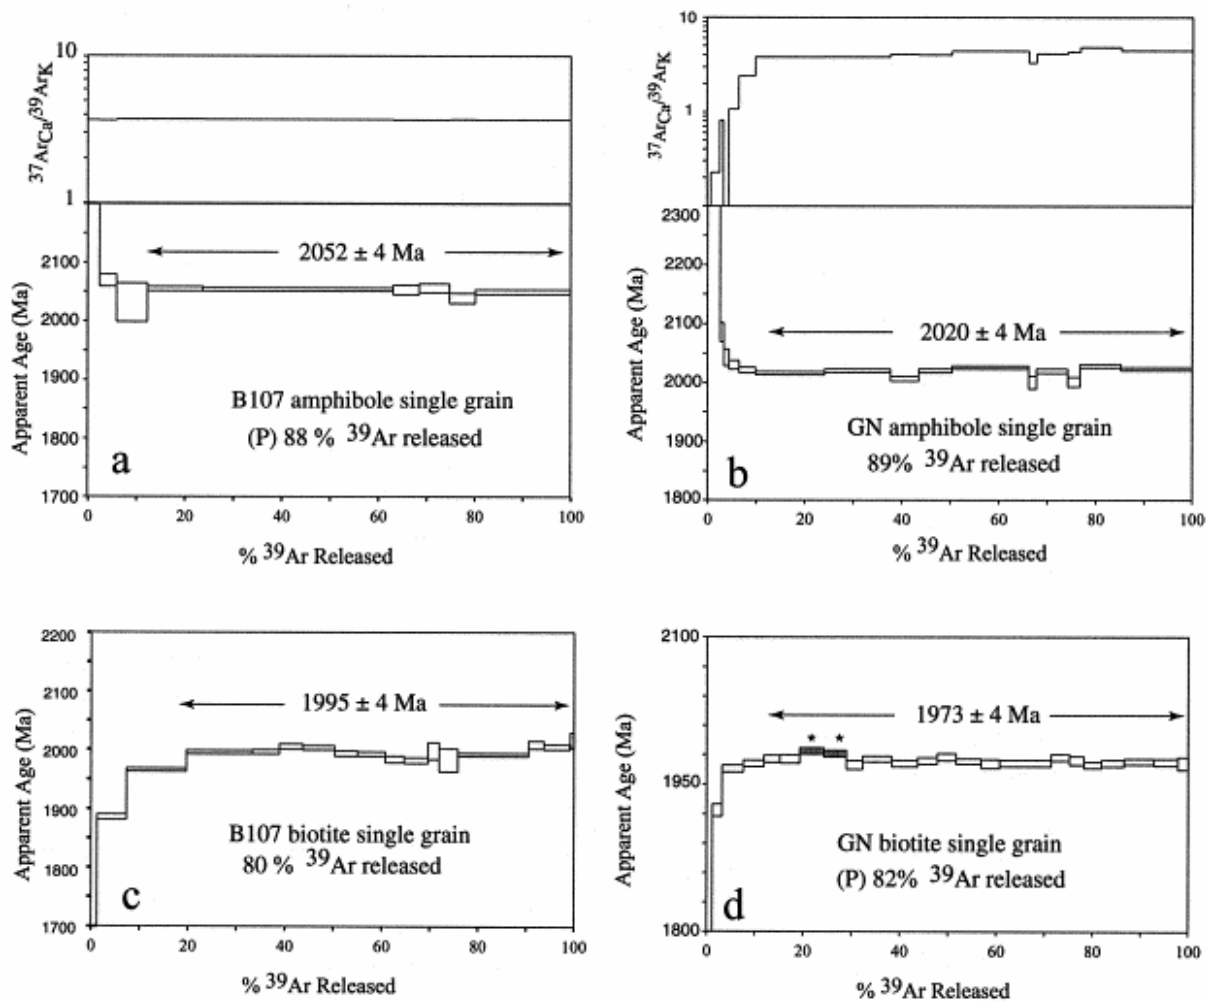 10
1
37ArCa/39ArK
2100
2000
1900
1800
1700
Apparent Age (Ma)
2052 ± 4 Ma
B107 amphibole single grain
(P) 88 % 39Ar released
a
0 20 40 60 80 100
% 39Ar Released
10
1
37ArCa/39ArK
2300
2200
2100
2000
1900
1800
Apparent Age (Ma)
2020 ± 4 Ma
GN amphibole single grain
89% 39Ar released
b
0 20 40 60 80 100
% 39Ar Released
2200
2100
2000
1900
1800
1700
Apparent Age (Ma)
1995 ± 4 Ma
B107 biotite single grain
80 % 39Ar released
c
0 20 40 60 80 100
% 39Ar Released
2100
1950
1800
Apparent Age (Ma)
1973 ± 4 Ma
* *
GN biotite single grain
(P) 82% 39Ar released
d
0 20 40 60 80 100
% 39Ar Released